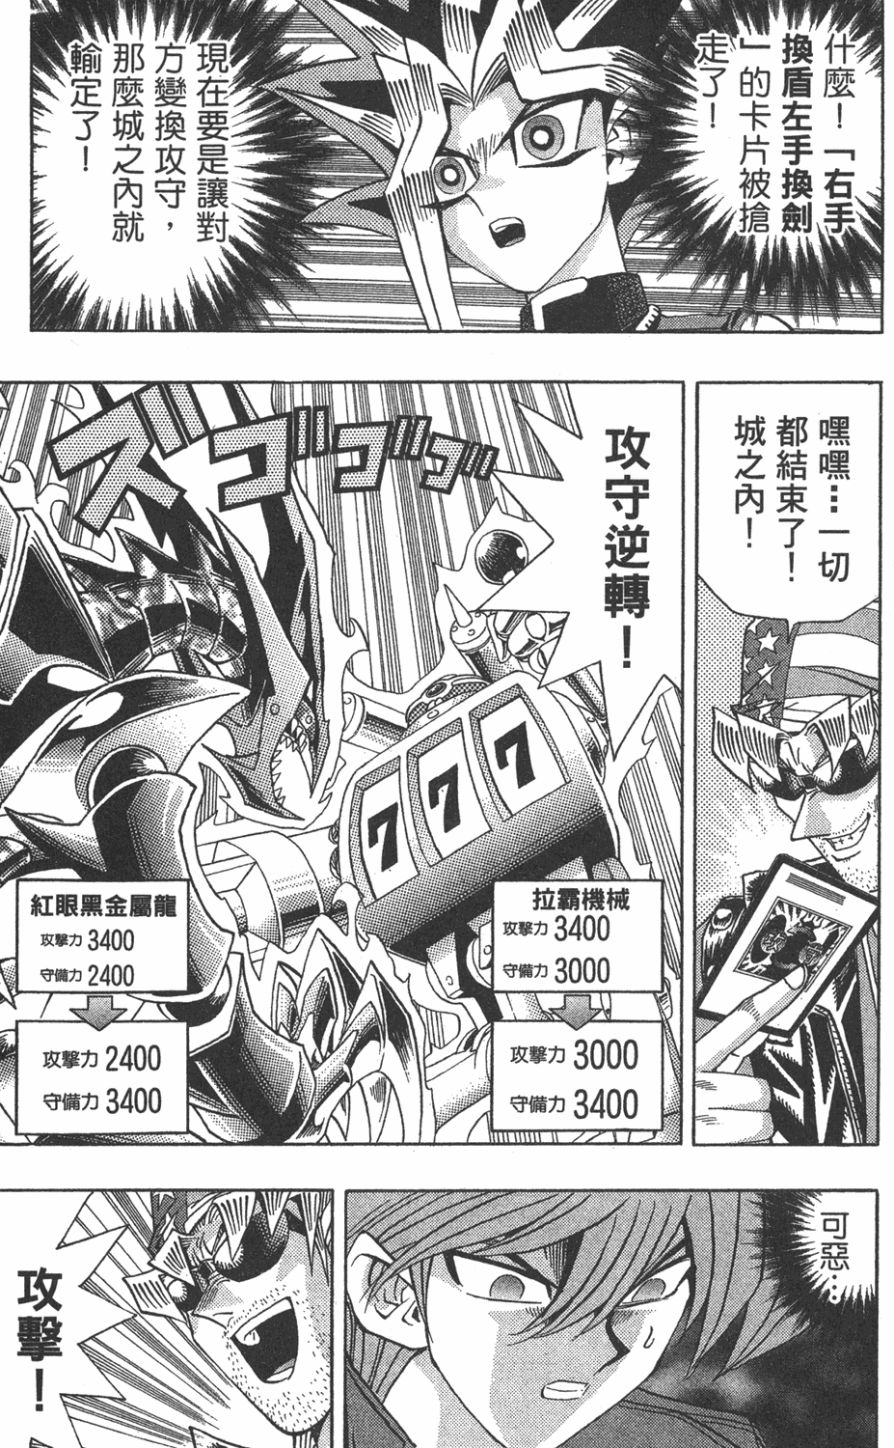 什麼！「右手
換盾左手換劍
」的卡片被搶
走了！
現在要是讓對
方變換攻守，
那麼城之內就
輸定了！
嘿嘿…一切
都結束了！
城之內！
攻守逆轉！
ズゴゴゴゴ
拉霸機械
攻擊力 3400
守備力 3000
攻擊力 3000
守備力 3400
紅眼黑金屬龍
攻擊力 3400
守備力 2400
攻擊力 2400
守備力 3400
777
可惡…
攻擊！